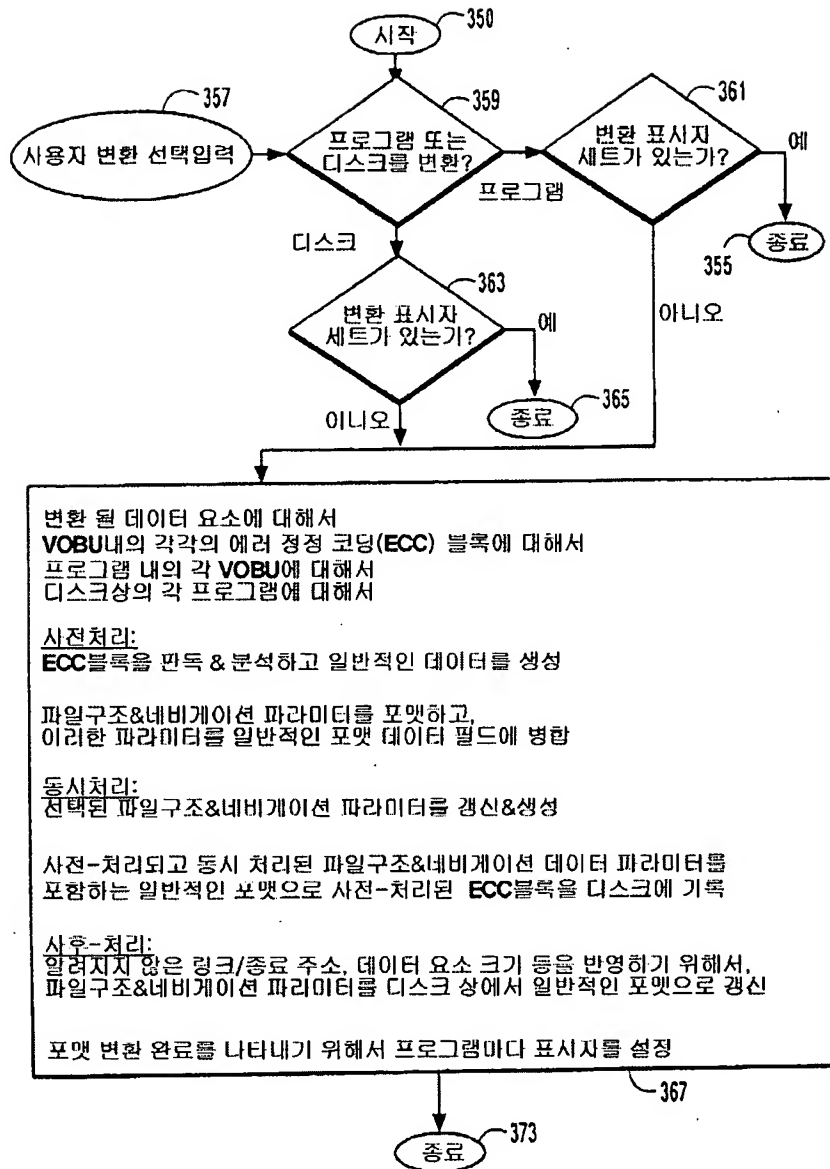 350
시작
357
359
361
사용자 변환 선택입력
프로그램 또는
디스크를 변환?
변환 표시자
세트가 있는가?
예
프로그램
디스크
종료
355
363
변환 표시자
세트가 있는기?
예
아니오
종료
365
이니오
변환 될 데이터 요소에 대해서
VOBU내의 각각의 에러 정정 코딩(ECC) 블록에 대해서
프로그램 내의 각 VOBU에 대해서
디스크상의 각 프로그램에 대해서
사전처리:
ECC블록을 판독 & 분석하고 일반적인 데이터를 생성
파일구조&네비게이션 파라미터를 포맷하고,
이러한 파라미터를 일반적인 포맷 데이터 필드에 병합
동시처리:
선택된 파일구조&네비게이션 파라미터를 갱신&생성
사전-처리되고 동시 처리된 파일구조&네비게이션 데이터 파라미터를
포함하는 일반적인 포맷으로 사전-처리된 ECC블록을 디스크에 기록
사후-처리:
알려지지 않은 링크/종료 주소, 데이터 요소 크기 등을 반영하기 위해서,
파일구조&네비게이션 파라미터를 디스크 상에서 일반적인 포맷으로 갱신
포맷 변환 완료를 나타내기 위해서 프로그램마다 표시자를 설정
367
종료
373